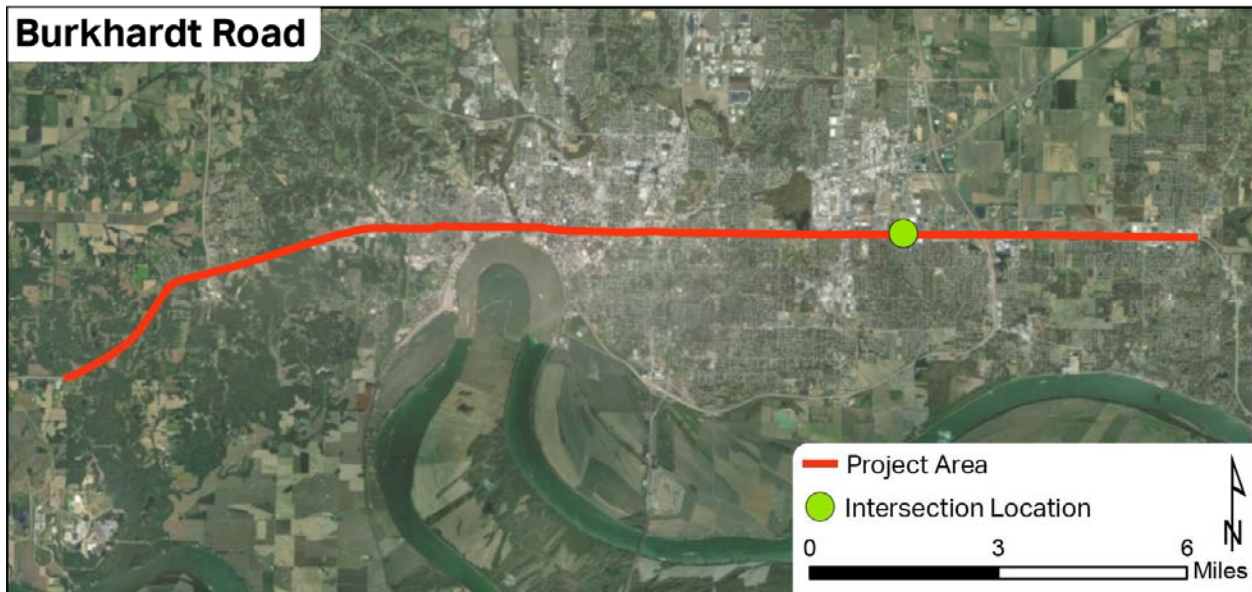 Burkhardt Road
Project Area
Intersection Location
N
0 3 6
Miles